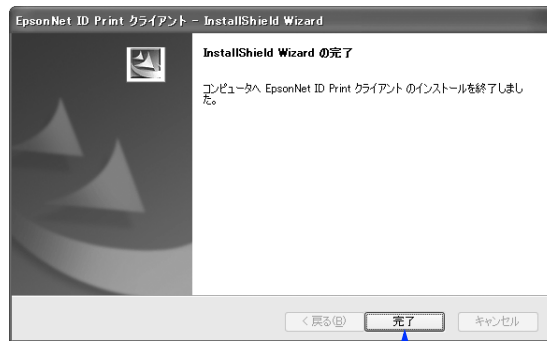 EpsonNet ID Print クライアント - InstallShield Wizard
InstallShield Wizard の完了
コンピュータへ EpsonNet ID Print クライアント のインストールを終了しまし
た。
< 戻る(B)
完了
キャンセル